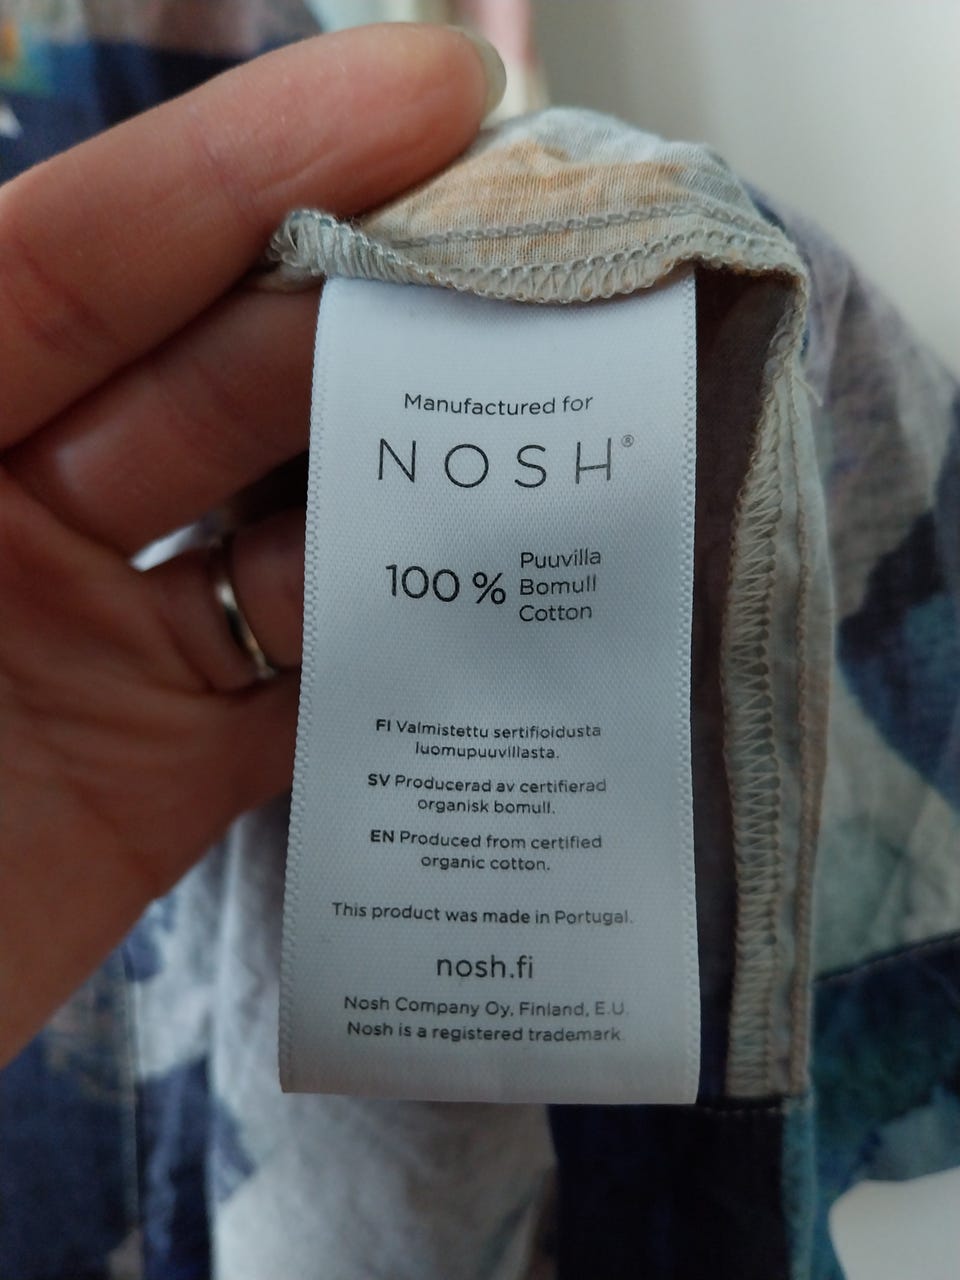 Manufactured for
NOSH®
100 % Puuvilla
Bomull
Cotton
FI Valmistettu sertifioidusta
luomupuuvillasta.
SV Producerad av certifierad
organisk bomull.
EN Produced from certified
organic cotton.
This product was made in Portugal.
nosh.fi
Nosh Company Oy, Finland, E.U.
Nosh is a registered trademark.